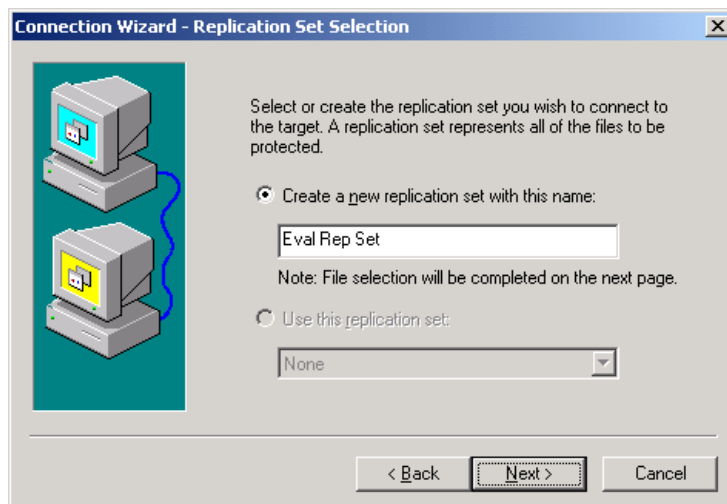 Connection Wizard - Replication Set Selection
Select or create the replication set you wish to connect to
the target. A replication set represents all of the files to be
protected.
Create a new replication set with this name:
Eval Rep Set
Note: File selection will be completed on the next page.
Use this replication set:
None
< Back
Next >
Cancel